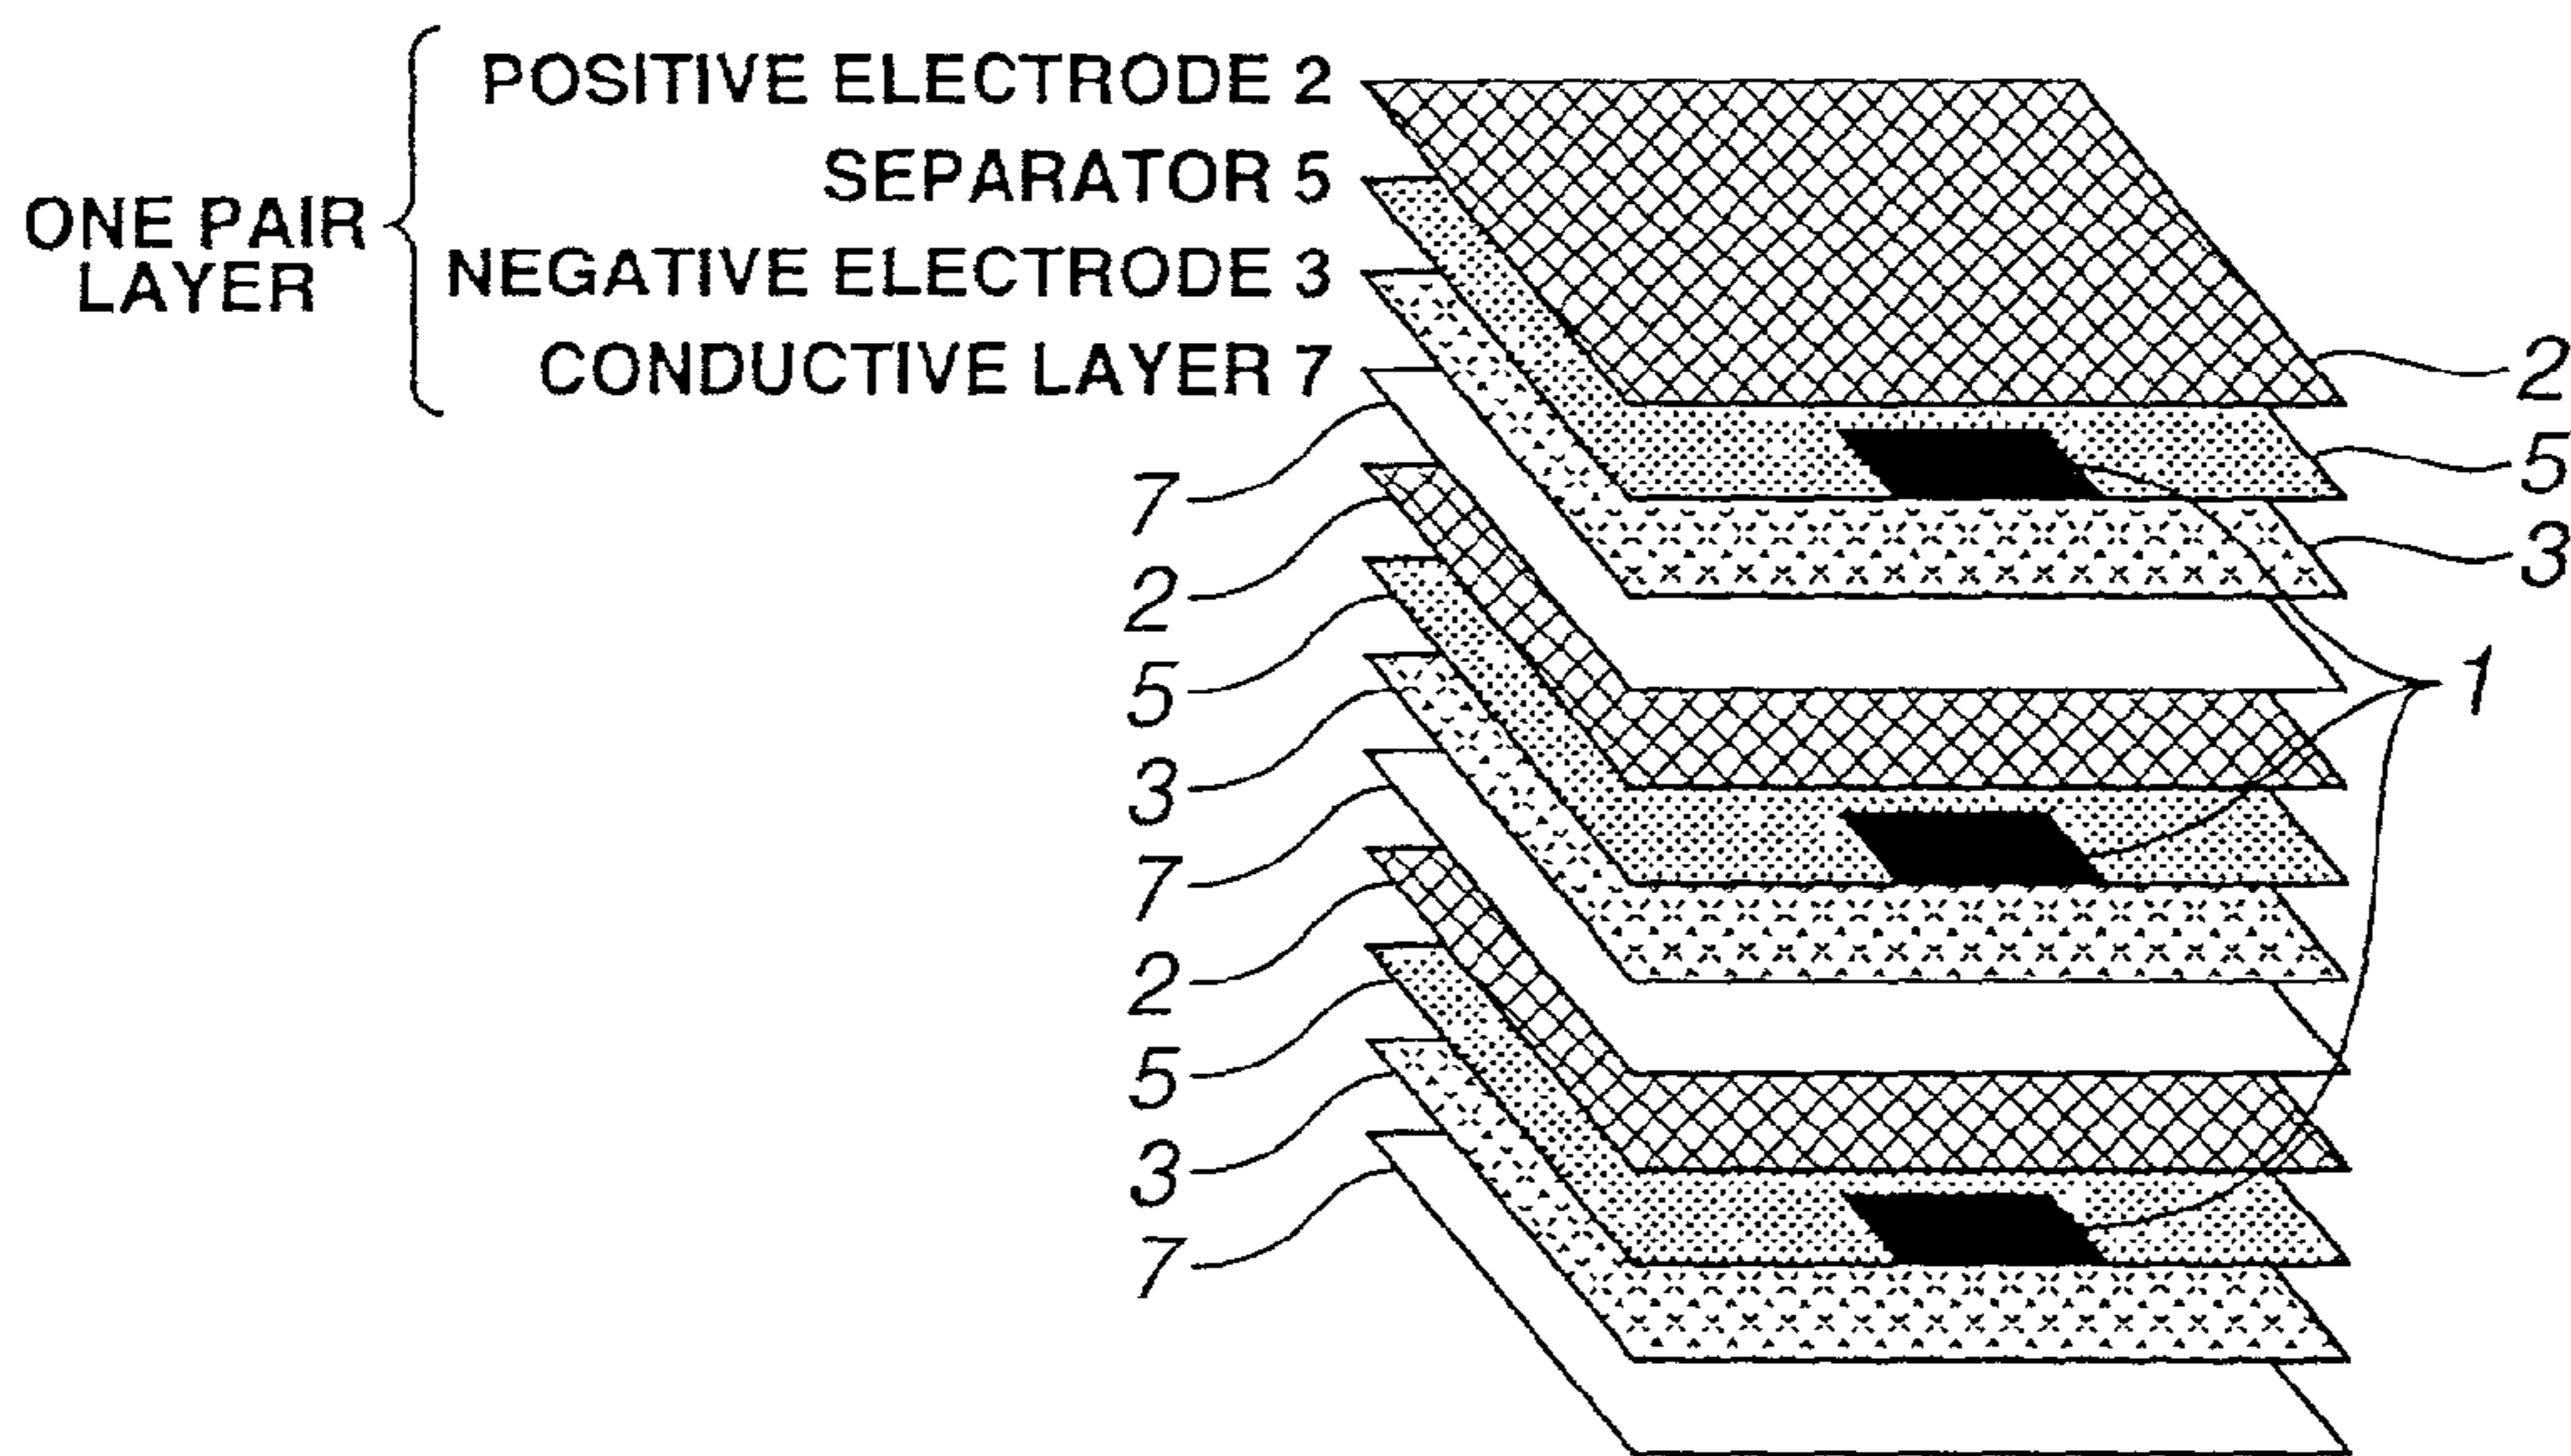 POSITIVE ELECTRODE 2
SEPARATOR 5
ONE PAIR
LAYER
NEGATIVE ELECTRODE 3
CONDUCTIVE LAYER 7
2
5
3
1
7
2
5
3
7
2
5
3
7